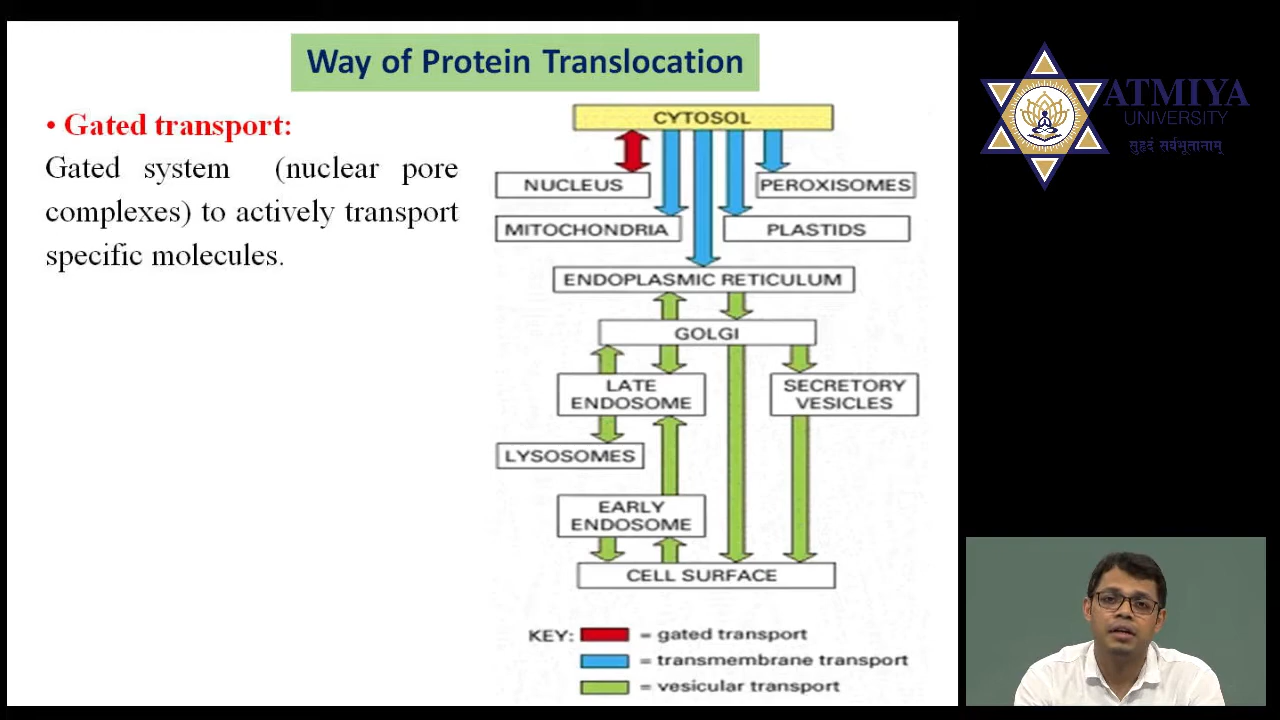 Way of Protein Translocation
• Gated transport:
Gated system (nuclear pore
complexes) to actively transport
specific molecules.
CYTOSOL
NUCLEUS
PEROXISOMES
MITOCHONDRIA
PLASTIDS
ENDOPLASMIC RETICULUM
GOLGI
LATE
ENDOSOME
SECRETORY
VESICLES
LYSOSOMES
EARLY
ENDOSOME
CELL SURFACE
KEY: = gated transport
= transmembrane transport
= vesicular transport
ATMIYA
UNIVERSITY
सुहृदं सर्वभूतानाम्